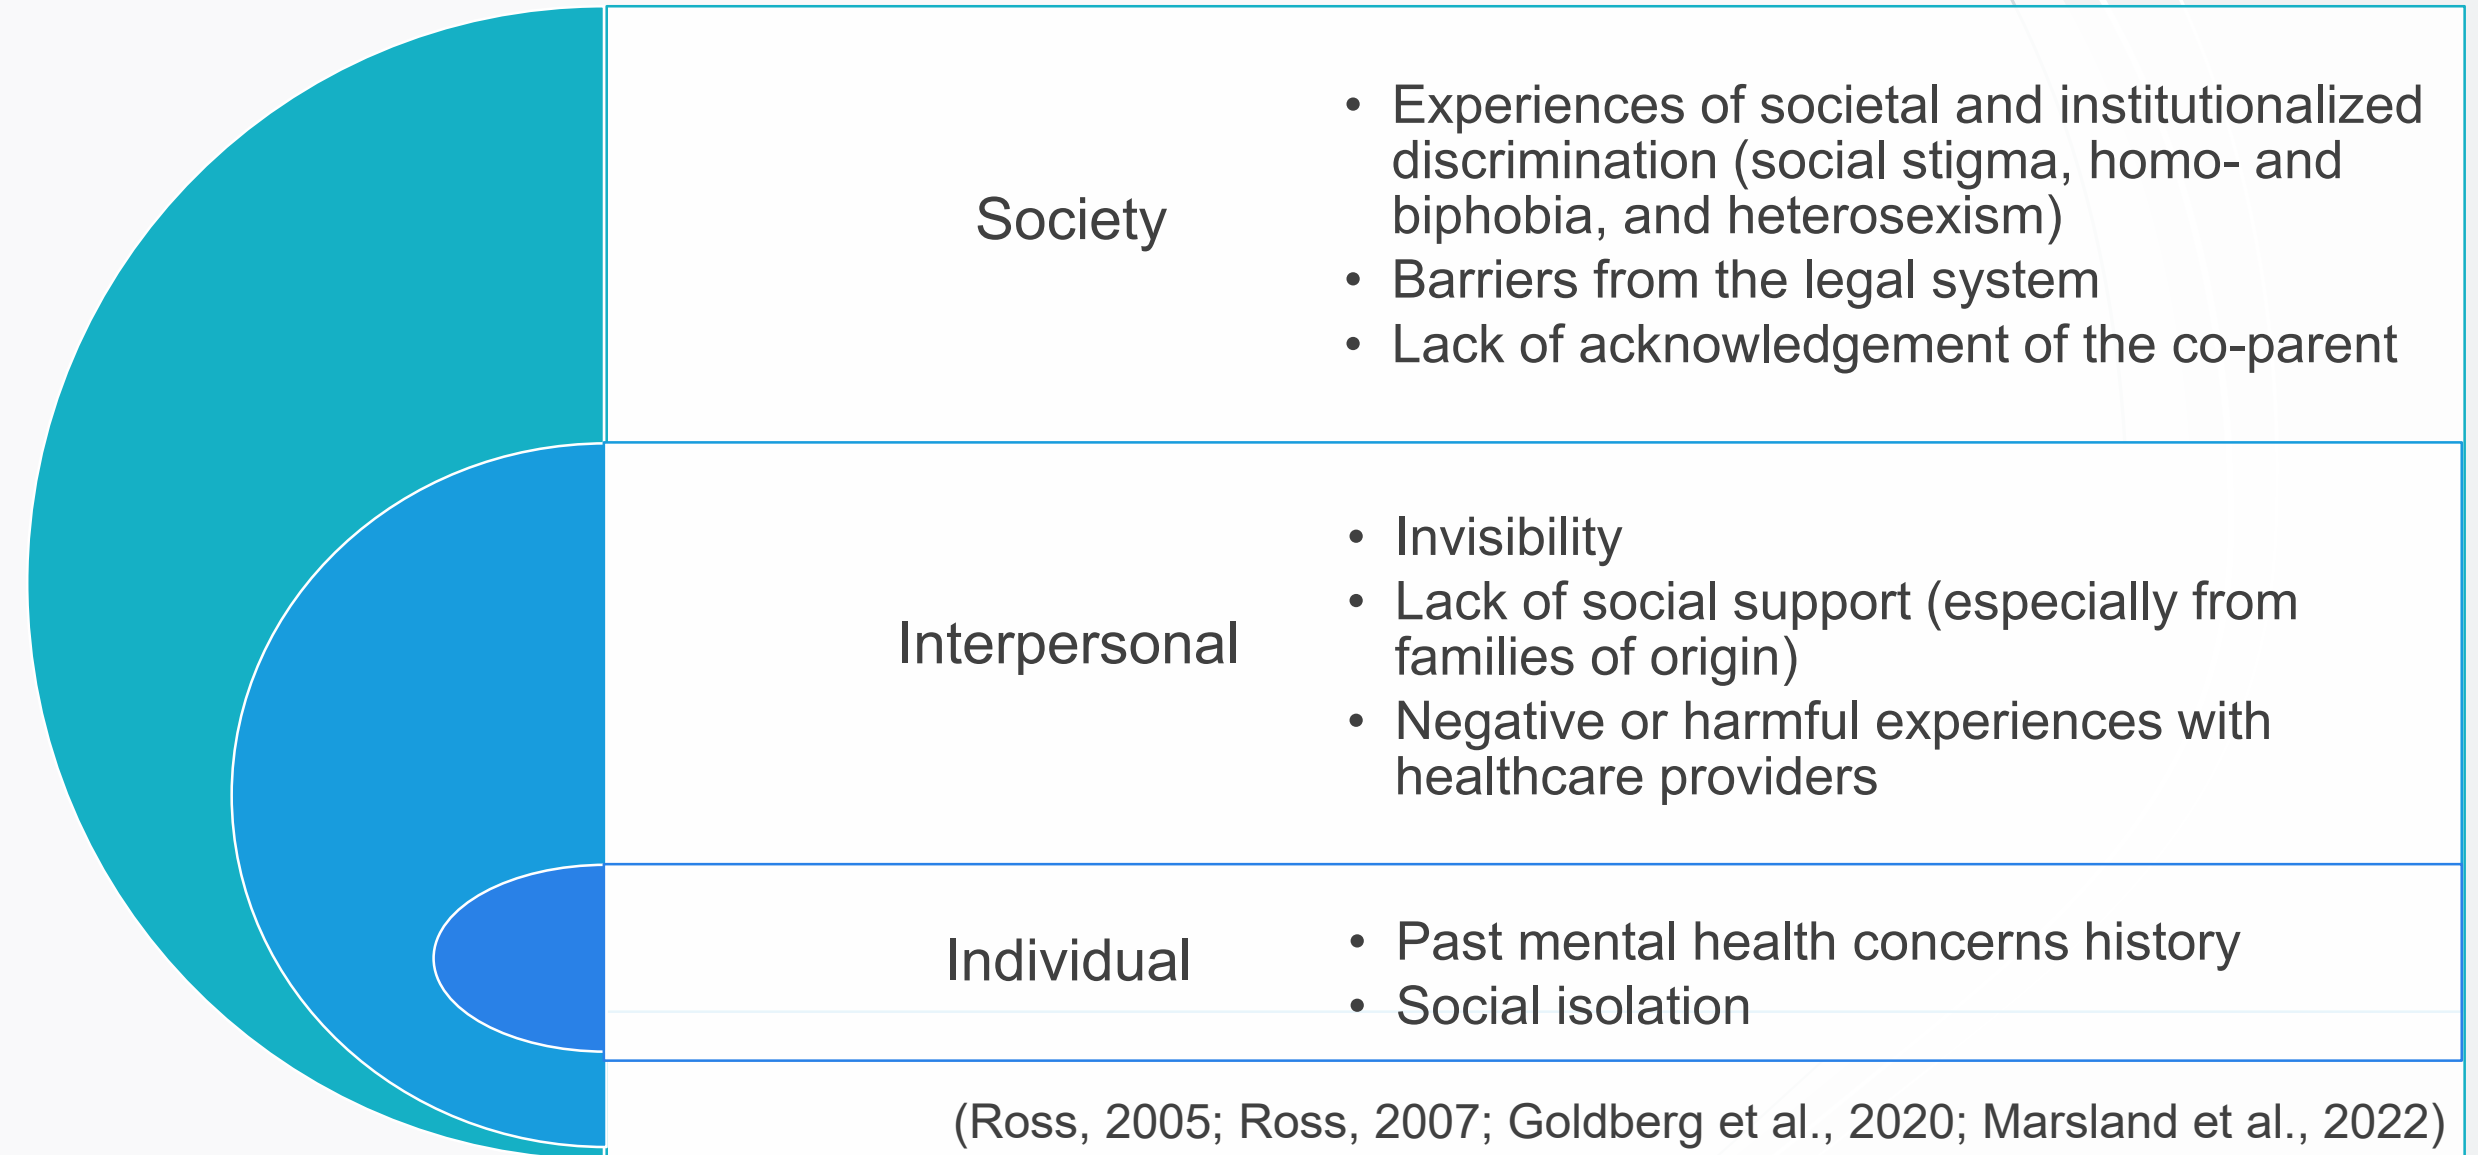 Society
• Experiences of societal and institutionalized
discrimination (social stigma, homo- and
biphobia, and heterosexism)
• Barriers from the legal system
• Lack of acknowledgement of the co-parent
Interpersonal
• Invisibility
• Lack of social support (especially from
families of origin)
• Negative or harmful experiences with
healthcare providers
Individual
• Past mental health concerns history
• Social isolation
(Ross, 2005; Ross, 2007; Goldberg et al., 2020; Marsland et al., 2022)